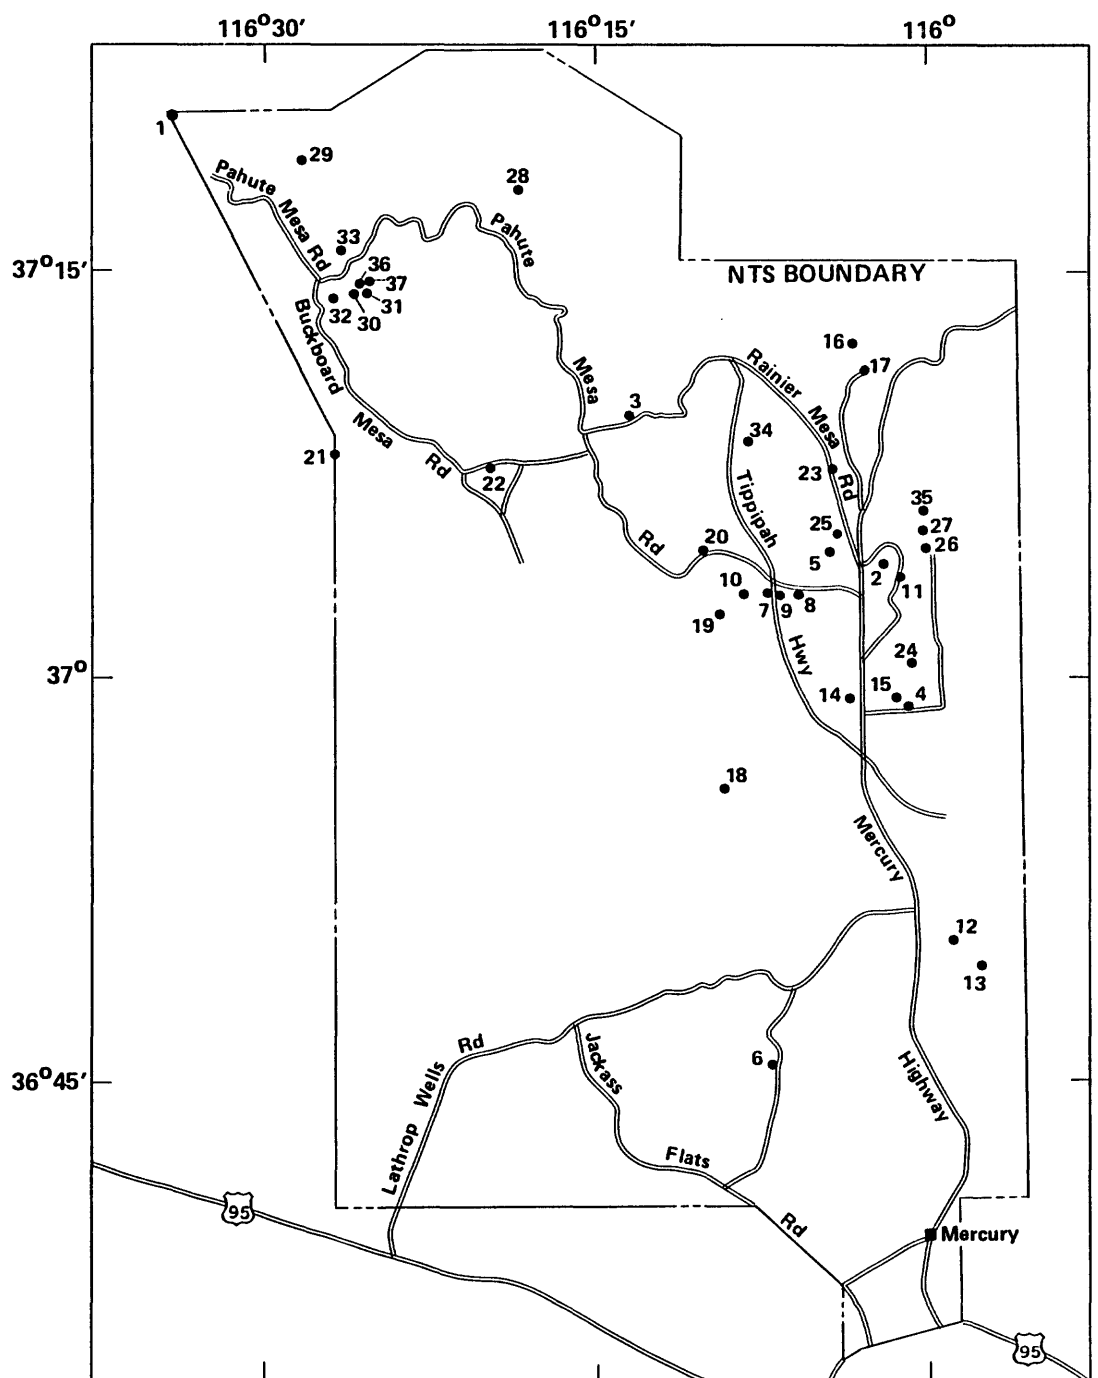 116°30′ 116°15′ 116°
1
29
28
Pahute
Mesa Rd
Pahute
33
36
37
37°15′
NTS BOUNDARY
32
30
31
Buckboard
16
17
Mesa
Rainier
3
Mesa
Mesa
34
Rd
21
22
23
Rd
Tippipah
35
25
27
20
26
Rd
5
2
10
11
7 9 8
19
Hwy
24
37°
14
15
4
18
Mercury
12
13
Rd
Jackass
6
36°45′
Highway
Wells
Lathrop
Flats
95
Rd
Mercury
95